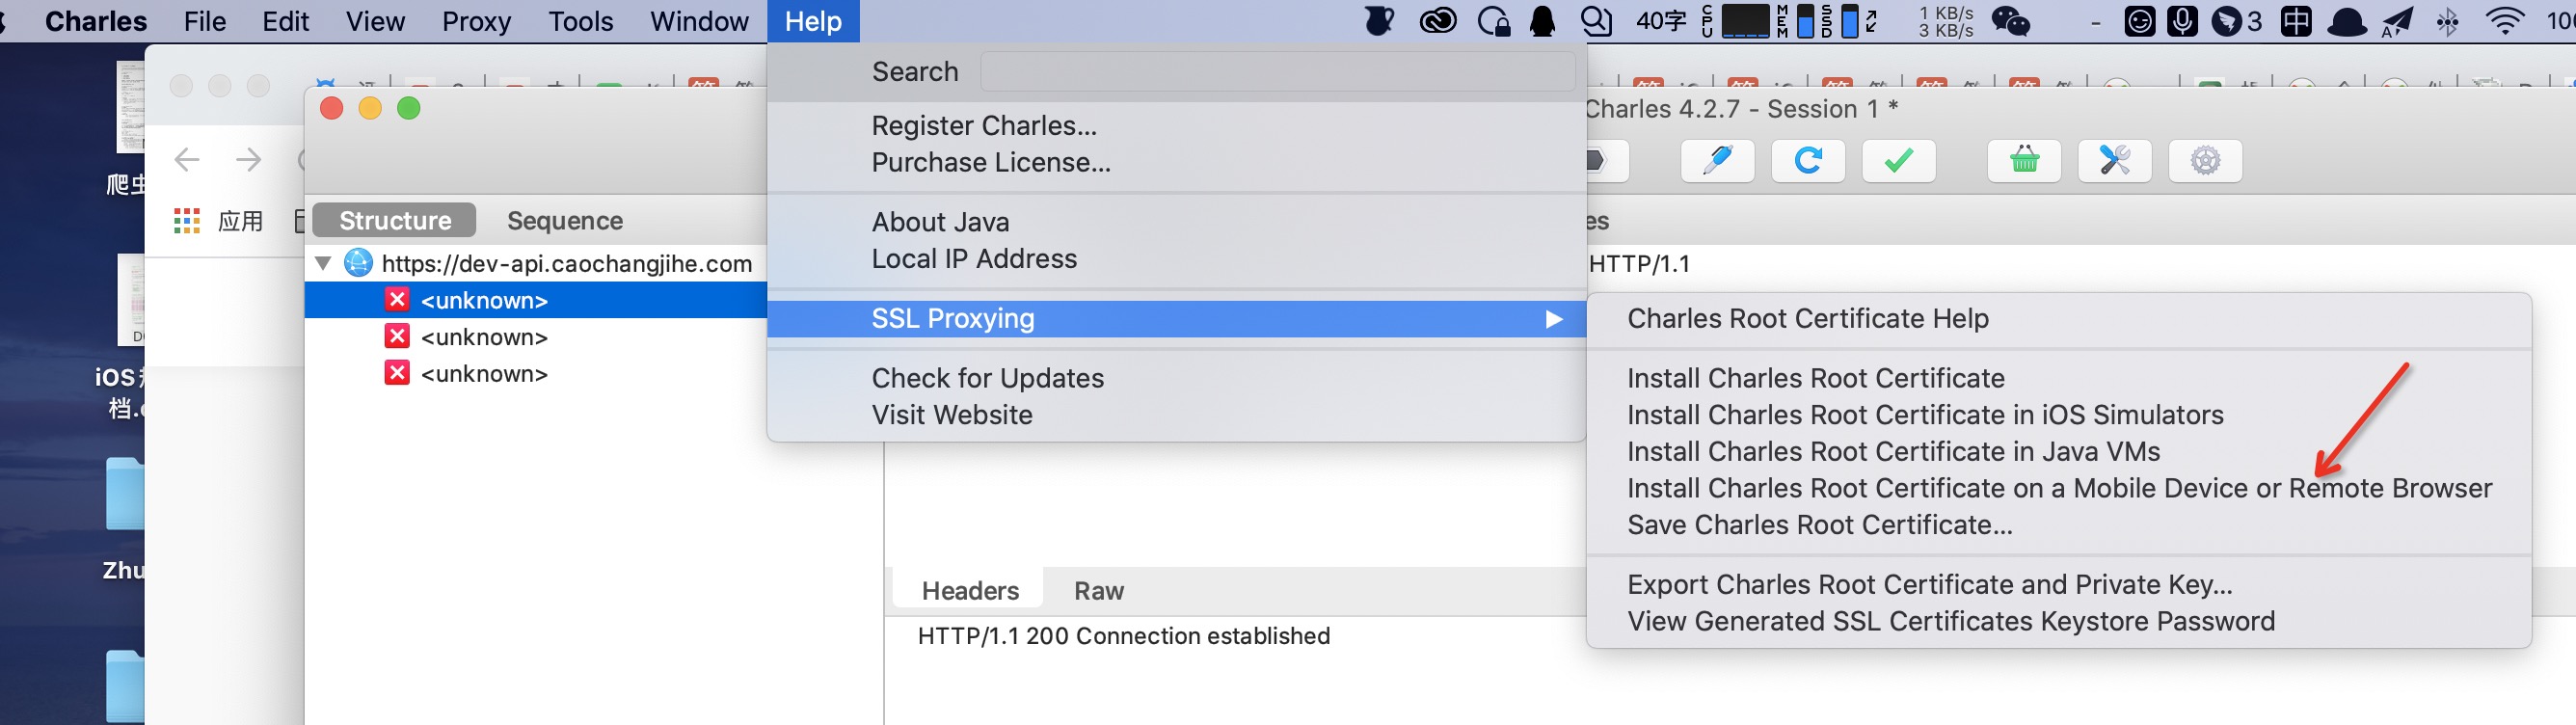 Charles File Edit View Proxy Tools Window Help 40字 CPU MEM SSD 1 KB/s 3 KB/s - 3 中
Search
Charles 4.2.7 - Session 1 *
Register Charles...
Purchase License...
应用
Structure Sequence
About Java
Local IP Address
es
https://dev-api.caochangjihe.com
HTTP/1.1
<unknown>
<unknown>
<unknown>
SSL Proxying
Check for Updates
Visit Website
Charles Root Certificate Help
Install Charles Root Certificate
Install Charles Root Certificate in iOS Simulators
Install Charles Root Certificate in Java VMs
Install Charles Root Certificate on a Mobile Device or Remote Browser
Save Charles Root Certificate...
Export Charles Root Certificate and Private Key...
View Generated SSL Certificates Keystore Password
iOS
档.
Zhu
Headers Raw
HTTP/1.1 200 Connection established